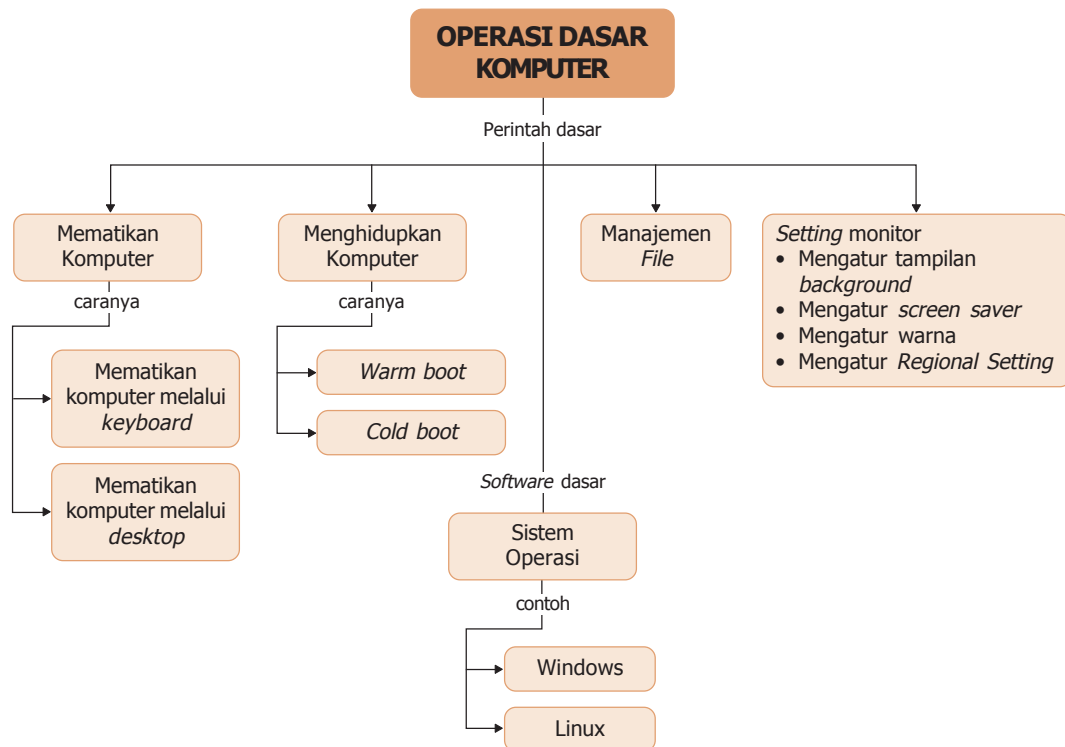 OPERASI DASAR
KOMPUTER
Perintah dasar
Mematikan
Komputer
caranya
Mematikan
komputer melalui
keyboard
Mematikan
komputer melalui
desktop
Menghidupkan
Komputer
caranya
Warm boot
Cold boot
Manajemen
File
Setting monitor
• Mengatur tampilan
background
• Mengatur screen saver
• Mengatur warna
• Mengatur Regional Setting
Software dasar
Sistem
Operasi
contoh
Windows
Linux